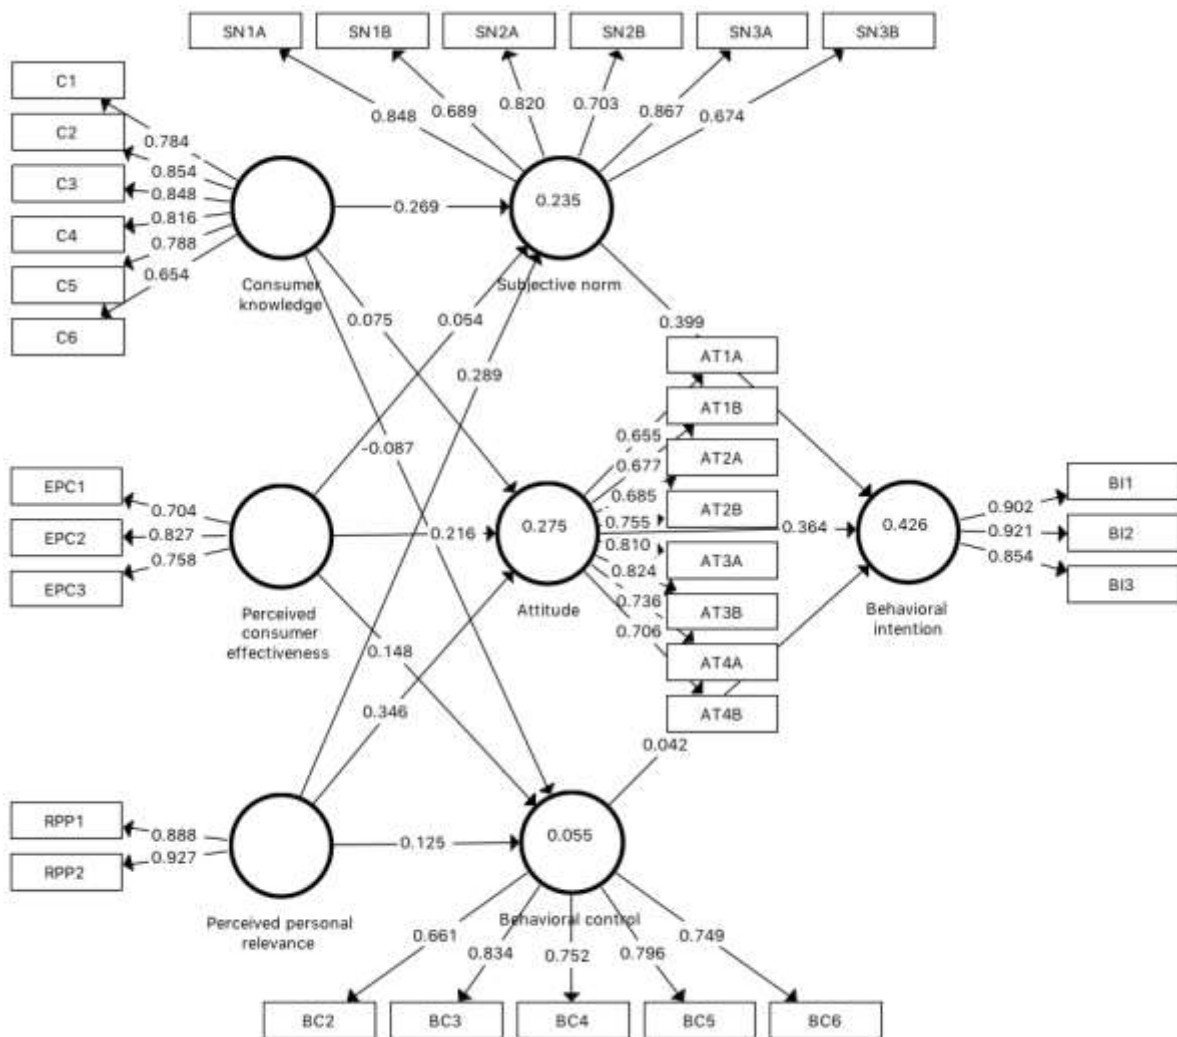 SN1A SN1B SN2A SN2B SN3A SN3B
0.848 0.689 0.820 0.703 0.867 0.674
C1
C2
C3
C4
C5
C6
0.784
0.854
0.848
0.816
0.788
0.654
Consumer
knowledge
0.269
0.235
Subjective norm
0.075
0.054
0.289
-0.087
0.399
EPC1
EPC2
EPC3
0.704
0.827
0.758
Perceived
consumer
effectiveness
0.216
0.148
0.275
Attitude
0.655
0.677
0.685
0.755
0.810
0.824
0.736
0.706
AT1A
AT1B
AT2A
AT2B
AT3A
AT3B
AT4A
AT4B
0.364
0.426
Behavioral
intention
0.902
0.921
0.854
BI1
BI2
BI3
0.346
0.042
RPP1
RPP2
0.888
0.927
Perceived personal
relevance
0.125
0.055
Behavioral control
0.661 0.834 0.752 0.796 0.749
BC2 BC3 BC4 BC5 BC6